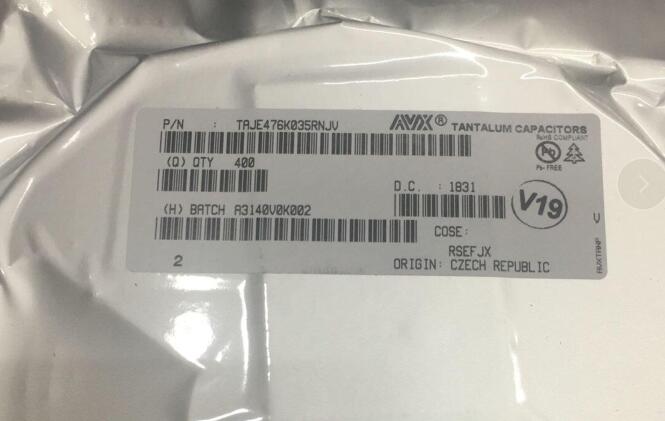 P/N : TAJE476K035RNJV
AVX® TANTALUM CAPACITORS
RoHS COMPLIANT
Pb
Pb- FREE
(Q) QTY 400
D.C. : 1831
V19
(H) BATCH A3140V0K002
COSE:
RSEFJX
2
ORIGIN: CZECH REPUBLIC